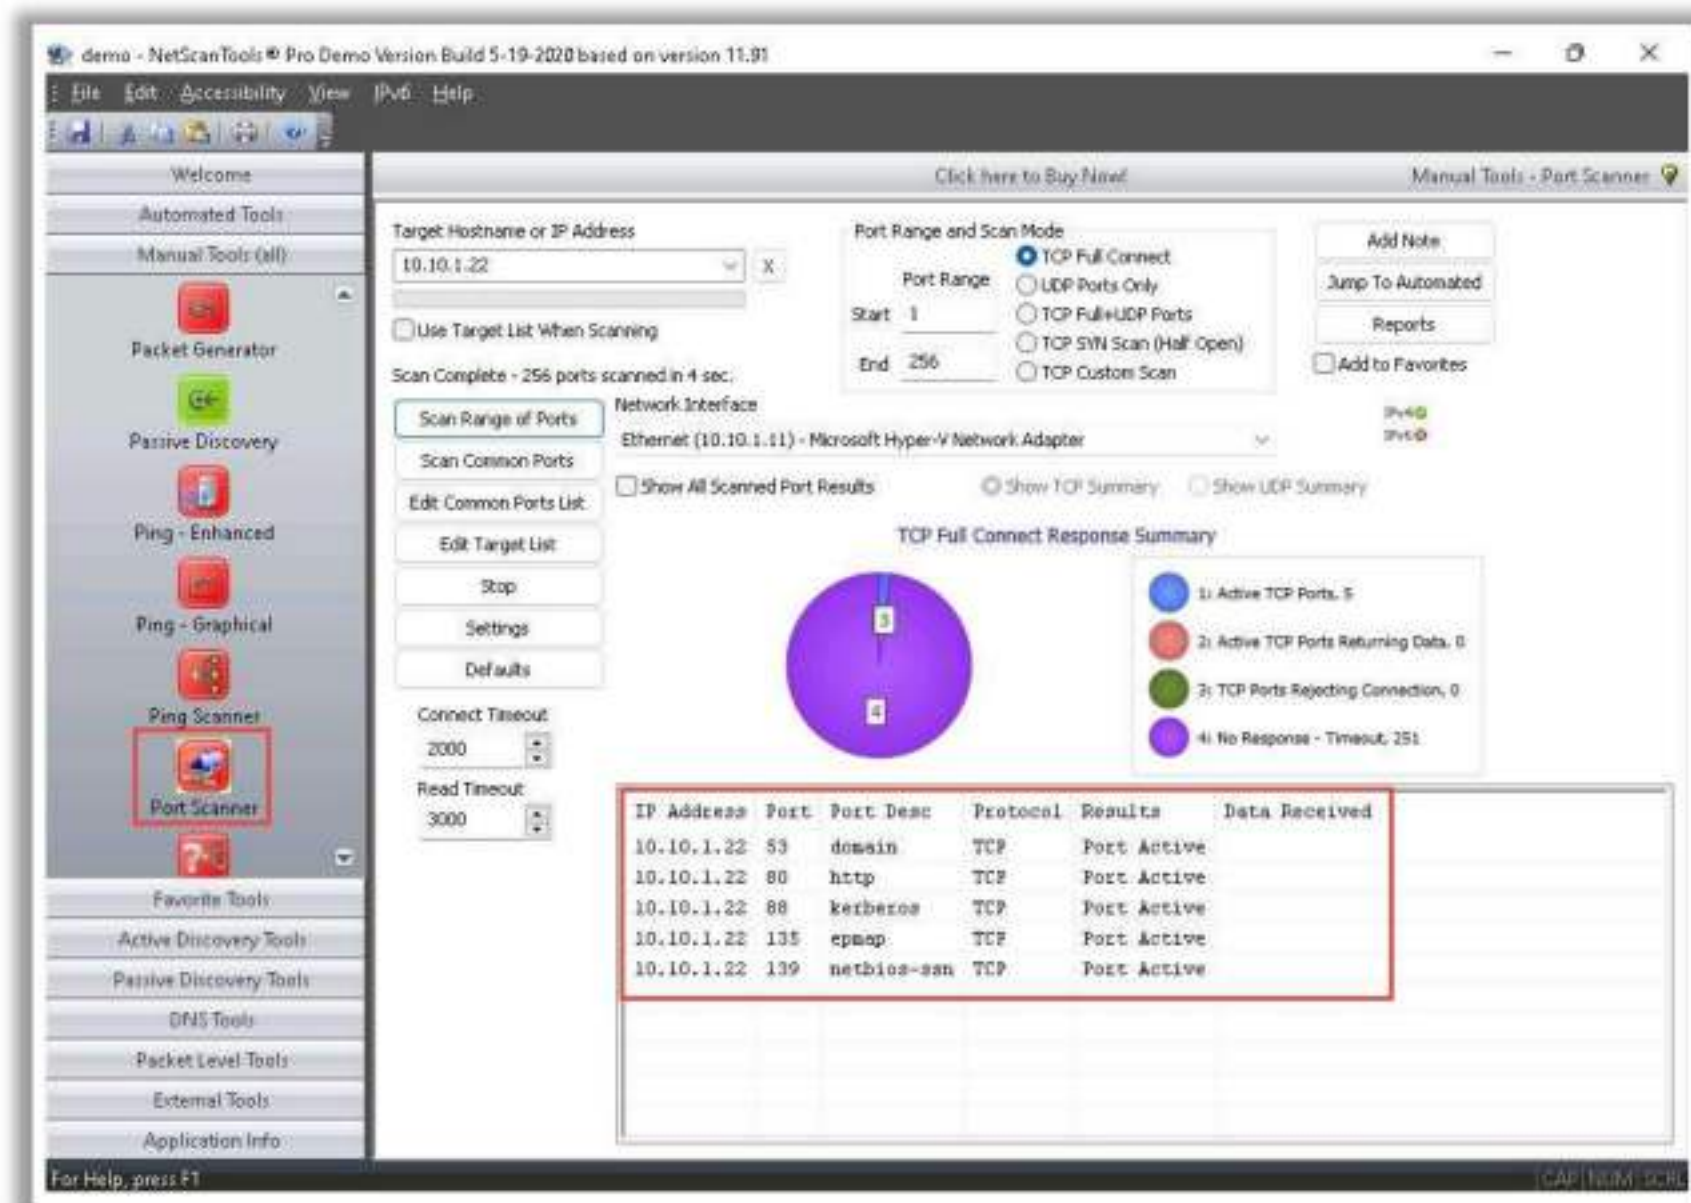 demo - NetScanTools® Pro Demo Version Build 5-19-2020 based on version 11.91
File Edit Accessibility View IPv6 Help
Welcome
Click here to Buy Now!
Manual Tools - Port Scanner
Automated Tools
Manual Tools (all)
Packet Generator
Passive Discovery
Ping - Enhanced
Ping - Graphical
Ping Scanner
Port Scanner
Favorite Tools
Active Discovery Tools
Passive Discovery Tools
DNS Tools
Packet Level Tools
External Tools
Application Info
Target Hostname or IP Address
10.10.1.22
X
Use Target List When Scanning
Scan Complete - 256 ports scanned in 4 sec.
Port Range and Scan Mode
Port Range
Start 1
End 256
TCP Full Connect
UDP Ports Only
TCP Full+UDP Ports
TCP SYN Scan (Half Open)
TCP Custom Scan
Add Note
Jump To Automated
Reports
Add to Favorites
IPv4
IPv6
Scan Range of Ports
Scan Common Ports
Edit Common Ports List
Edit Target List
Stop
Settings
Defaults
Connect Timeout
2000
Read Timeout
3000
Network Interface
Ethernet (10.10.1.11) - Microsoft Hyper-V Network Adapter
Show All Scanned Port Results
Show TCP Summary
Show UDP Summary
TCP Full Connect Response Summary
3
4
1: Active TCP Ports, 5
2: Active TCP Ports Returning Data, 0
3: TCP Ports Rejecting Connection, 0
4: No Response - Timeout, 251
IP Address Port Port Desc Protocol Results Data Received
10.10.1.22 53 domain TCP Port Active
10.10.1.22 80 http TCP Port Active
10.10.1.22 88 kerberos TCP Port Active
10.10.1.22 135 epmap TCP Port Active
10.10.1.22 139 netbios-ssn TCP Port Active
For Help, press F1
CAP NUM SCRL